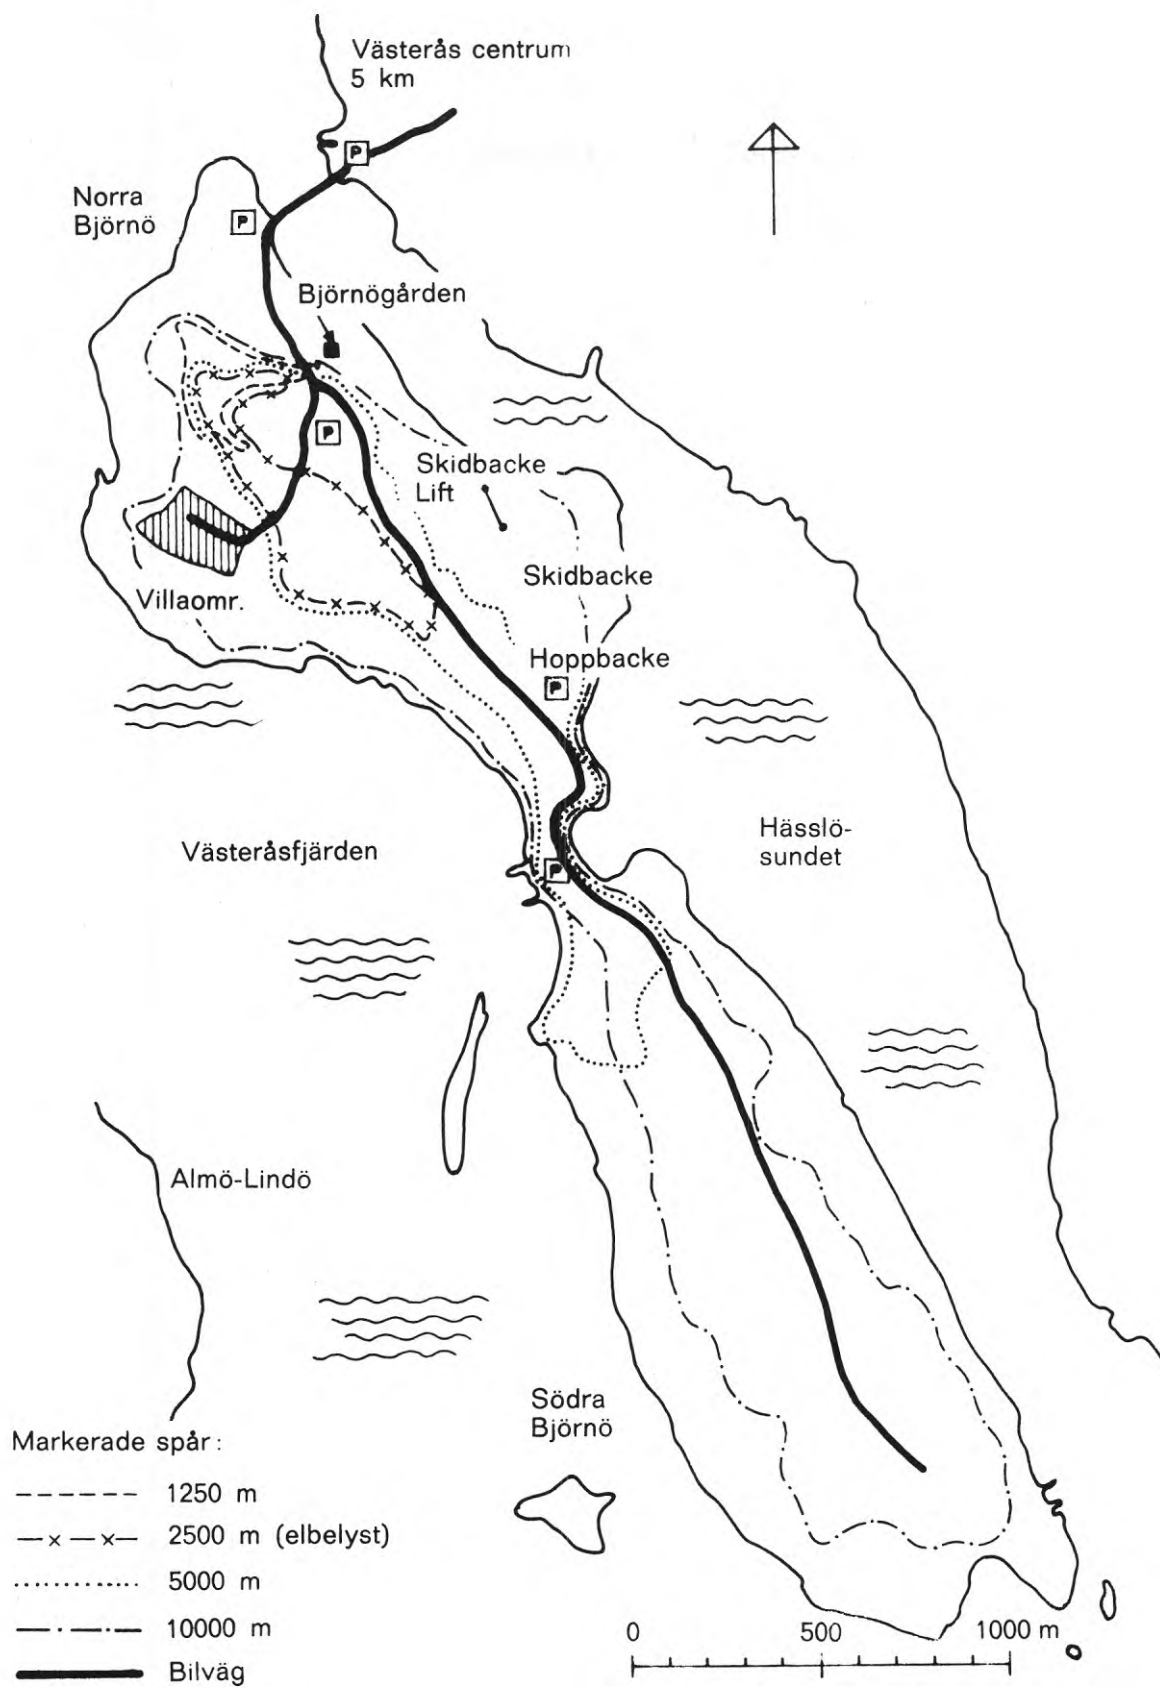 Västerås centrum
5 km
P
Norra
Björnö
P
Björnögården
P
Skidbacke
Lift
Skidbacke
Villaomr.
Hoppbacke
P
Västeråsfjärden
Hässlö-
sundet
P
Almö-Lindö
Södra
Björnö
Markerade spår:
1250 m
2500 m (elbelyst)
5000 m
10000 m
Bilväg
0 500 1000 m